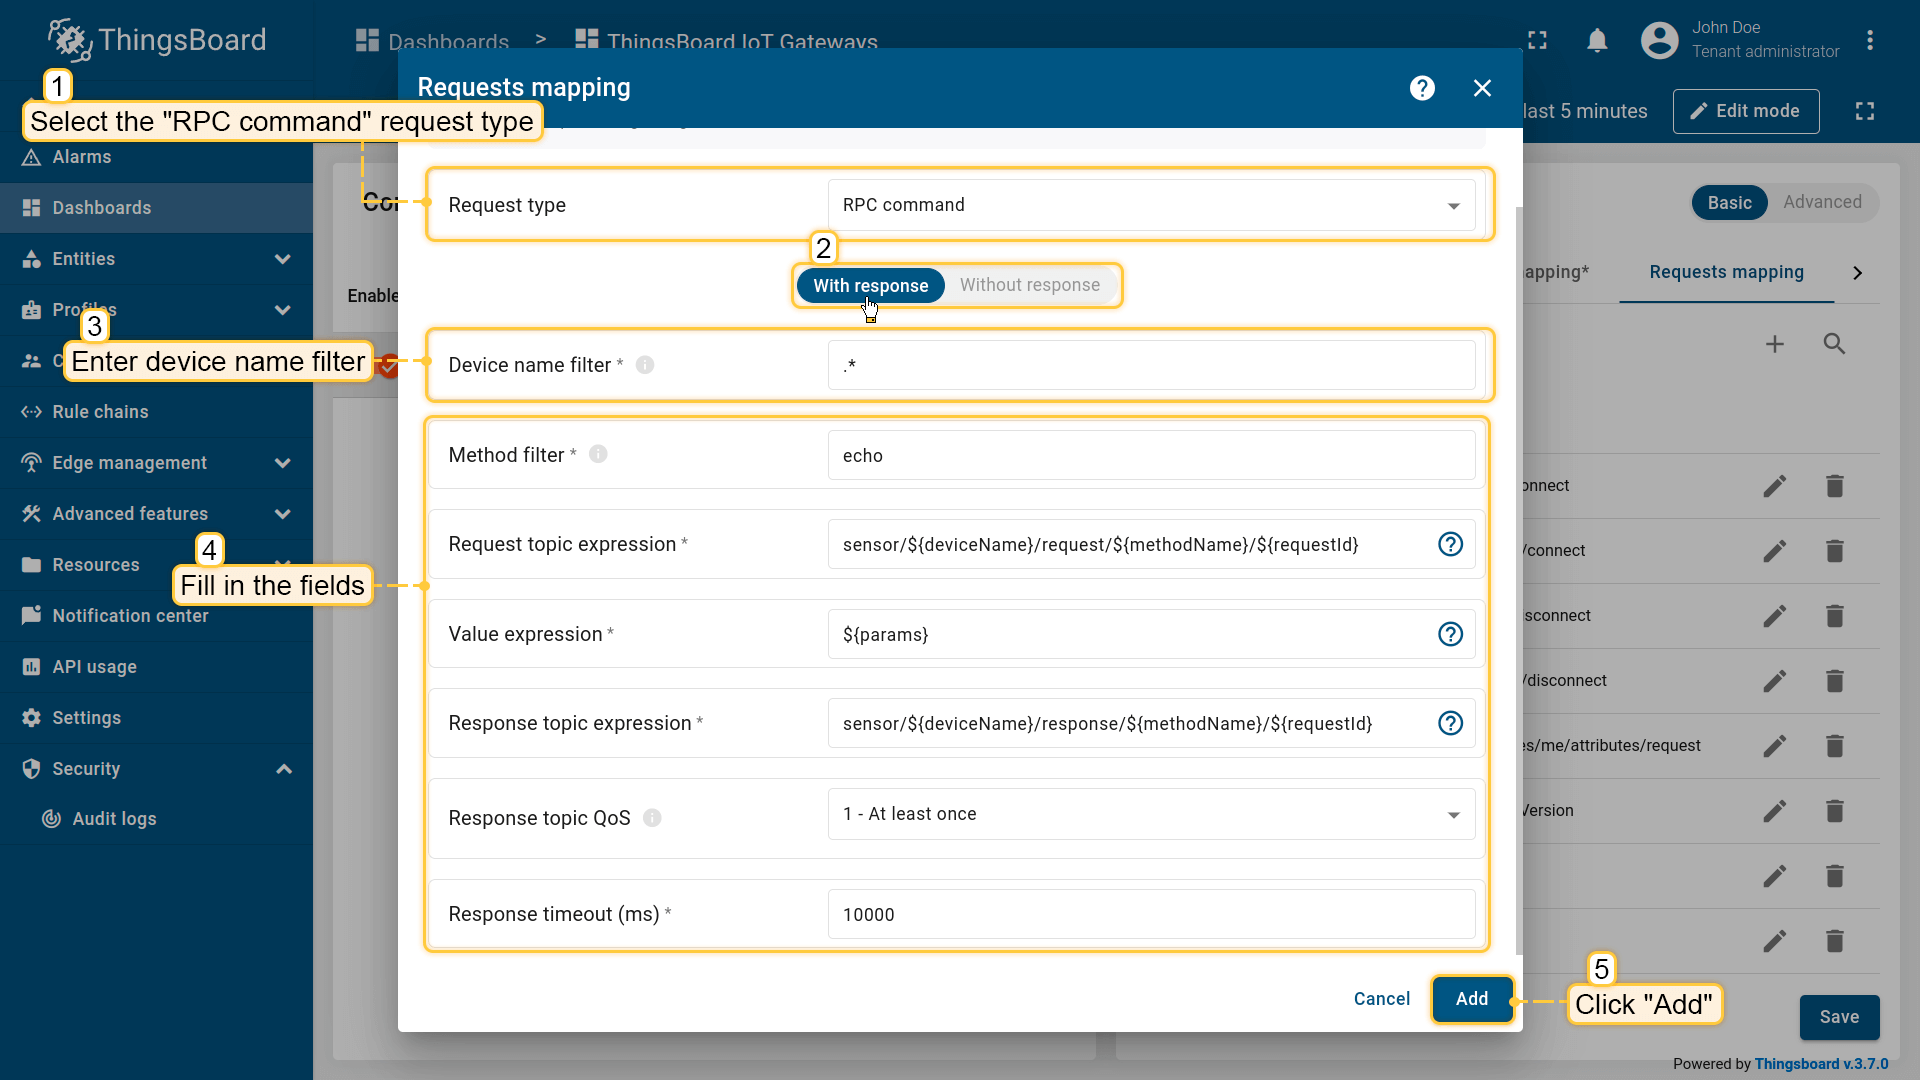 ThingsBoard
Dashboards > ThingsBoard IoT Gateways
John Doe
Tenant administrator
1
Select the "RPC command" request type
Requests mapping
last 5 minutes
Edit mode
Alarms
Dashboards
Entities
Profiles
Rule chains
Edge management
Advanced features
Resources
Notification center
API usage
Settings
Security
Audit logs
Request type
RPC command
2
With response
Without response
3
Enter device name filter
Device name filter *
.*
4
Fill in the fields
Method filter *
echo
Request topic expression *
sensor/${deviceName}/request/${methodName}/${requestId}
Value expression *
${params}
Response topic expression *
sensor/${deviceName}/response/${methodName}/${requestId}
Response topic QoS
1 - At least once
Response timeout (ms) *
10000
Cancel
Add
5
Click "Add"
Basic
Advanced
apping*
Requests mapping
onnect
/connect
sconnect
/disconnect
es/me/attributes/request
Version
Save
Powered by Thingsboard v.3.7.0